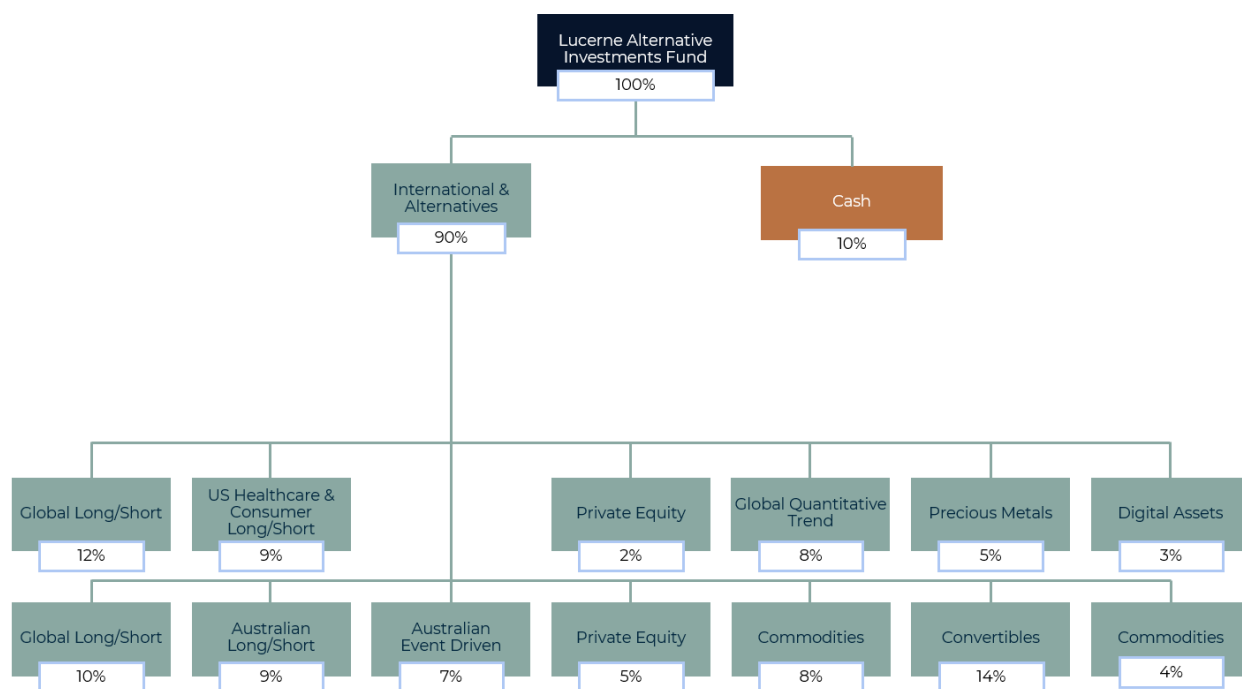 Lucerne Alternative
Investments Fund
100%
International &
Alternatives
90%
Cash
10%
Global Long/Short
12%
US Healthcare &
Consumer
Long/Short
9%
Private Equity
2%
Global Quantitative
Trend
8%
Precious Metals
5%
Digital Assets
3%
Global Long/Short
10%
Australian
Long/Short
9%
Australian
Event Driven
7%
Private Equity
5%
Commodities
8%
Convertibles
14%
Commodities
4%